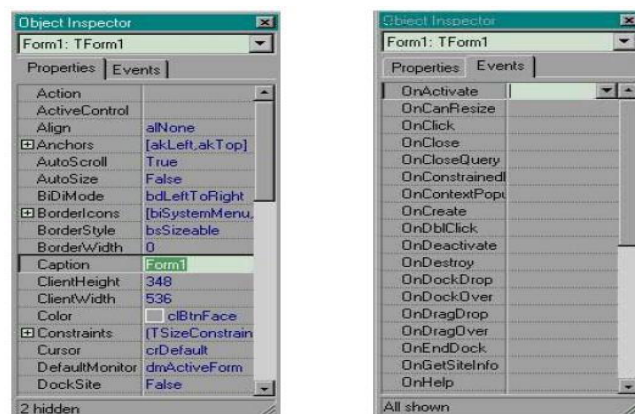 Object Inspector
Form1: TForm1
Properties Events
Action
ActiveControl
Align alNone
Anchors [akLeft,akTop]
AutoScroll True
AutoSize False
BiDiMode bdLeftToRight
BorderIcons [biSystemMenu,
BorderStyle bsSizeable
BorderWidth 0
Caption Form1
ClientHeight 348
ClientWidth 536
Color clBtnFace
Constraints (TSizeConstrain
Cursor crDefault
DefaultMonitor dmActiveForm
DockSite False
2 hidden
Object Inspector
Form1: TForm1
Properties Events
OnActivate
OnCanResize
OnClick
OnClose
OnCloseQuery
OnConstrainedI
OnContextPopu
OnCreate
OnDblClick
OnDeactivate
OnDestroy
OnDockDrop
OnDockOver
OnDragDrop
OnDragOver
OnEndDock
OnGetSiteInfo
OnHelp
All shown